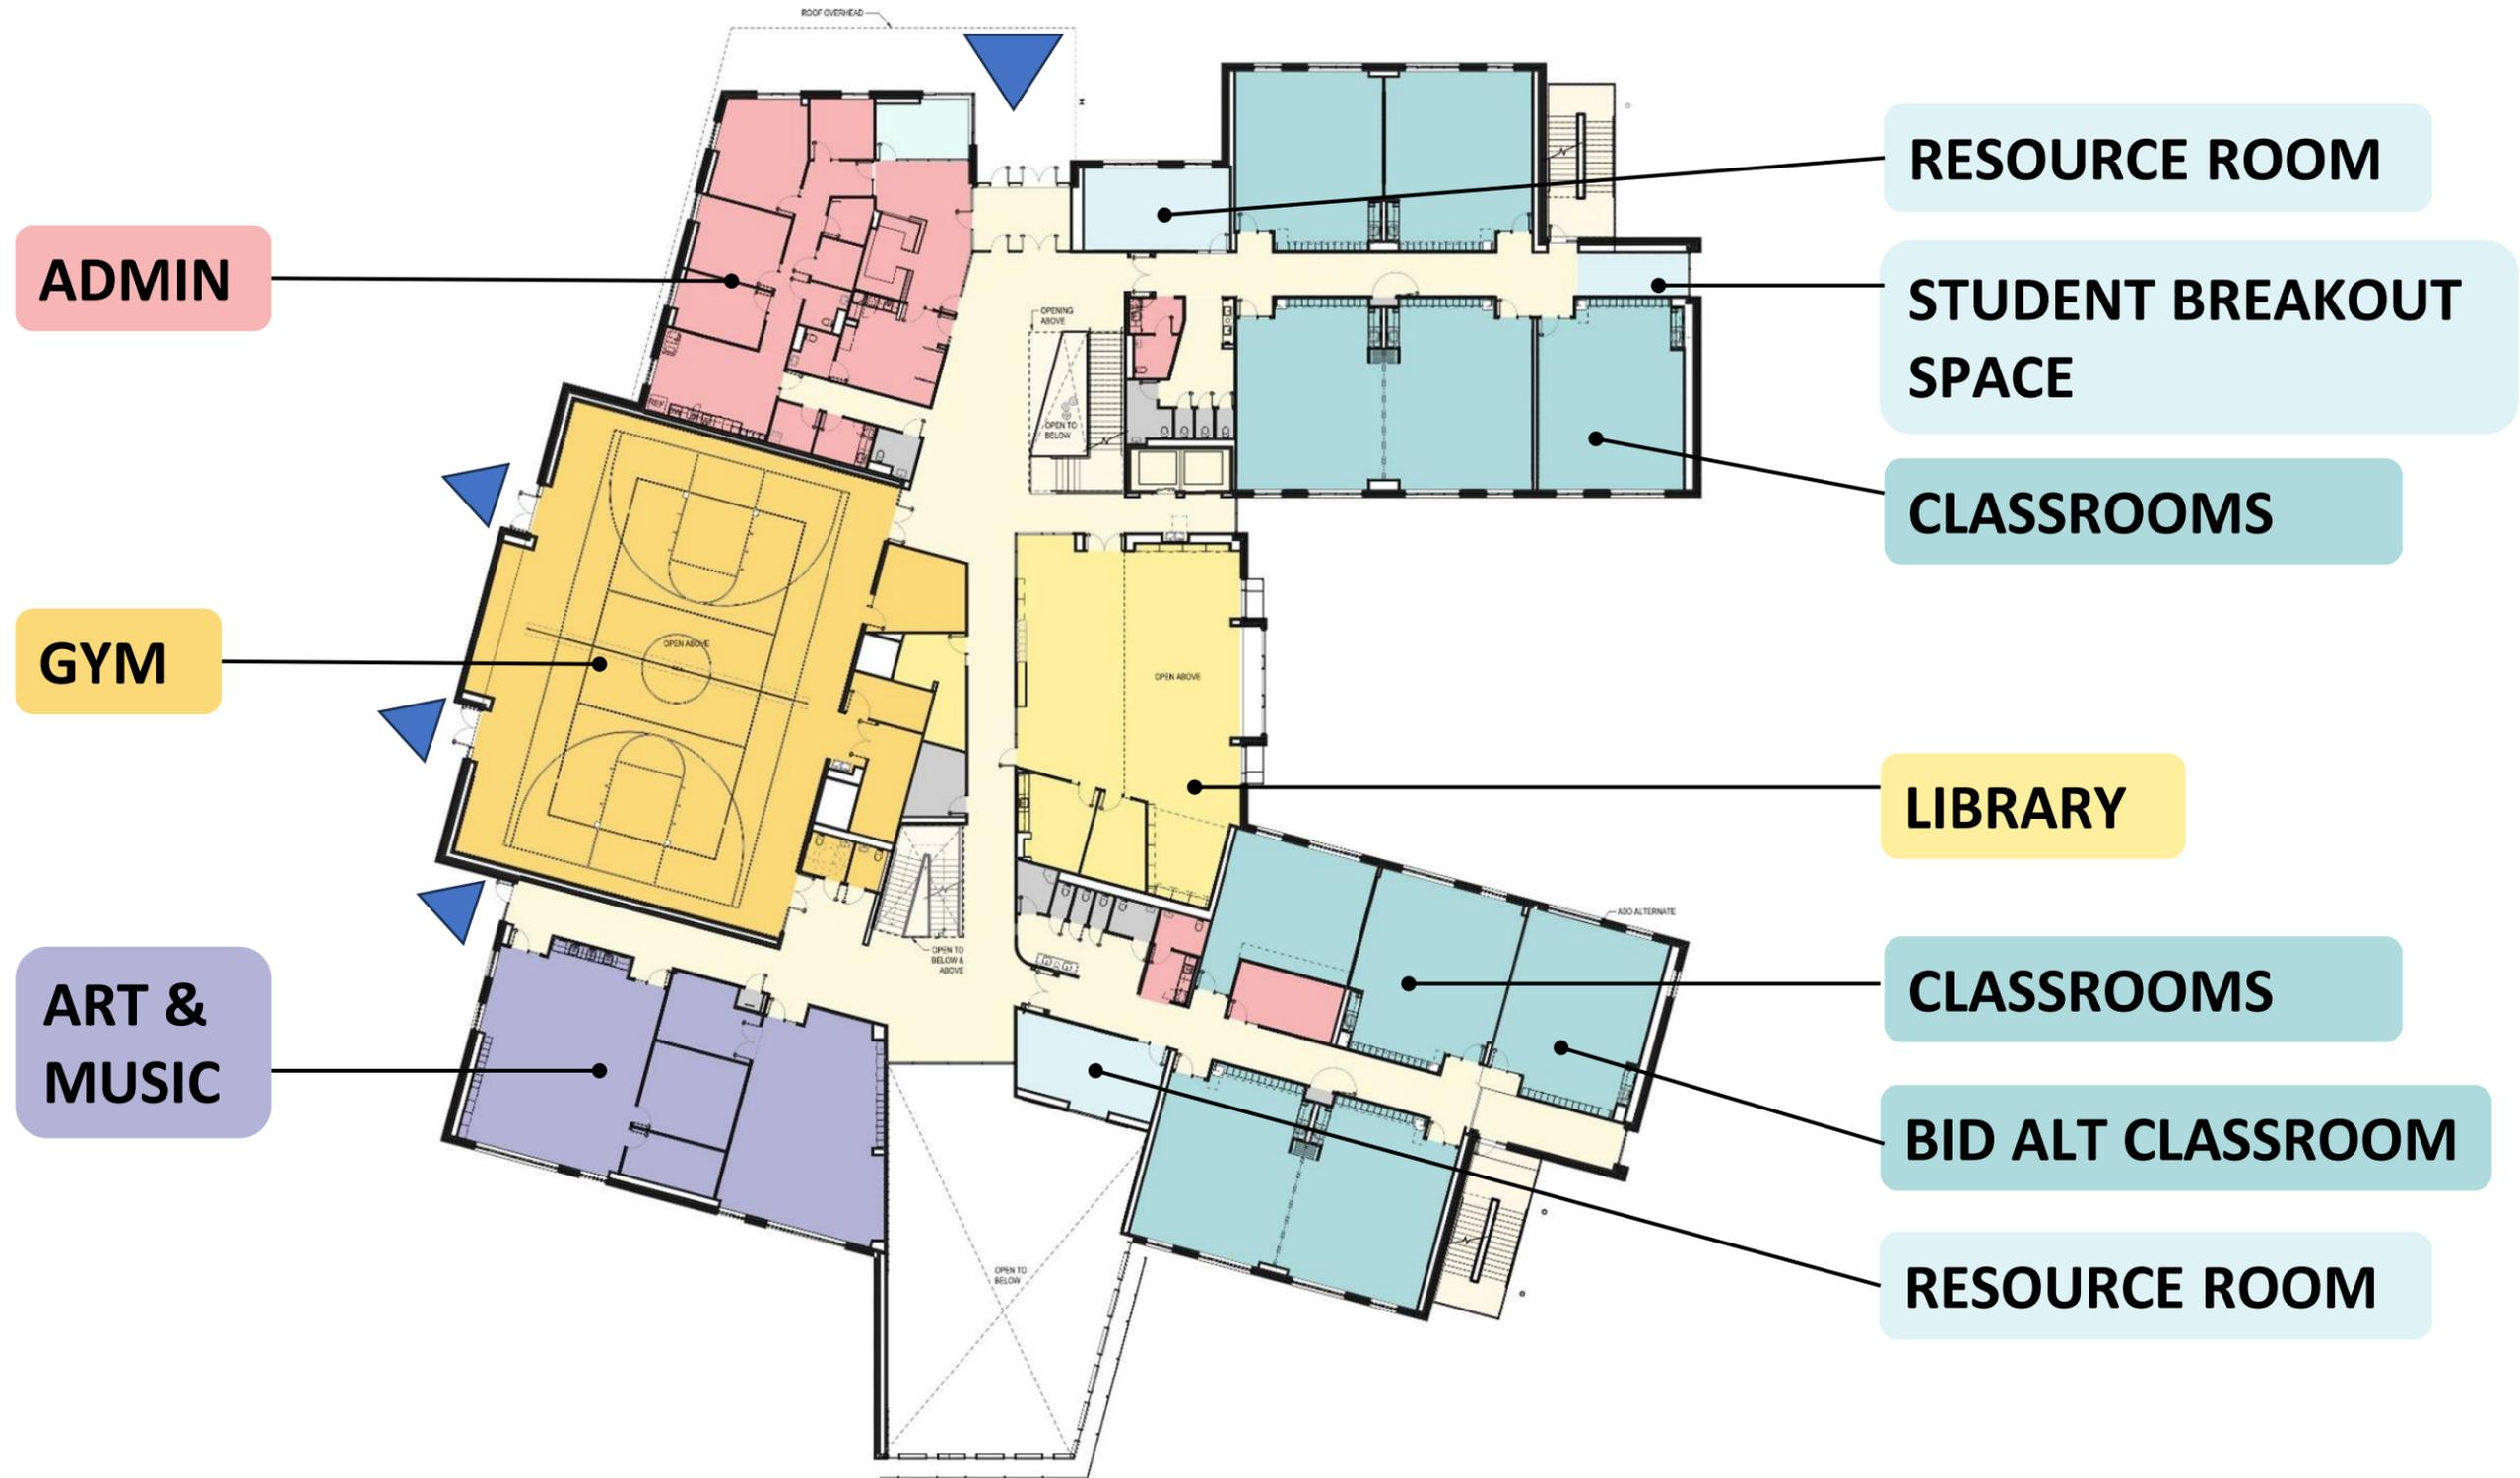 ROOF OVERHEAD
RESOURCE ROOM
ADMIN
STUDENT BREAKOUT
SPACE
OPENING
ABOVE
REF
OPEN TO
BELOW
CLASSROOMS
GYM
OPEN ABOVE
OPEN ABOVE
LIBRARY
ADD ALTERNATE
OPEN TO
BELOW &
ABOVE
CLASSROOMS
ART &
MUSIC
BID ALT CLASSROOM
OPEN TO
BELOW
RESOURCE ROOM